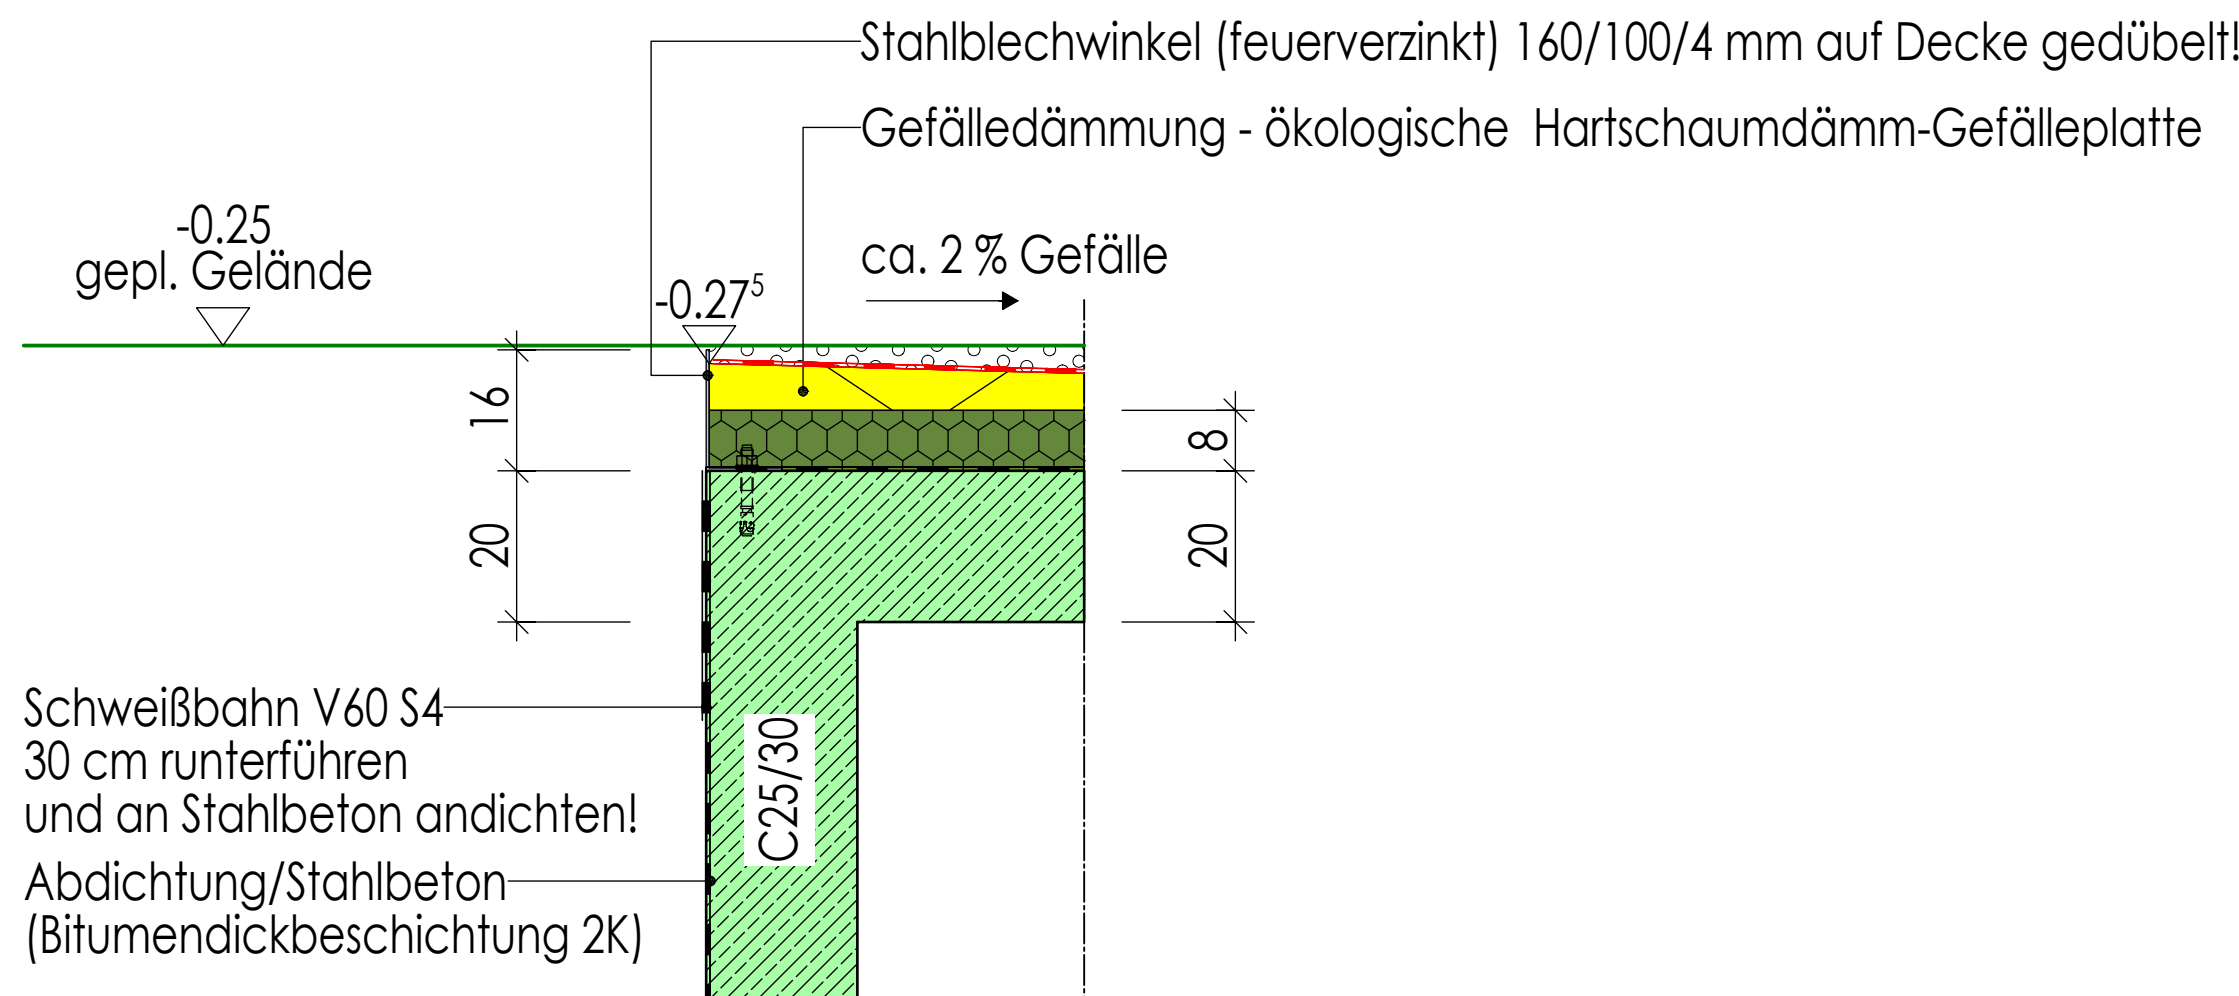 Stahlblechwinkel (feuerverzinkt) 160/100/4 mm auf Decke gedübelt!
Gefälledämmung - ökologische  Hartschaumdämm-Gefälleplatte
-0.25
gepl. Gelände
ca. 2 % Gefälle
-0.27⁵
16
8
20
20
Schweißbahn V60 S4
30 cm runterführen
und an Stahlbeton andichten!
C25/30
Abdichtung/Stahlbeton
(Bitumendickbeschichtung 2K)